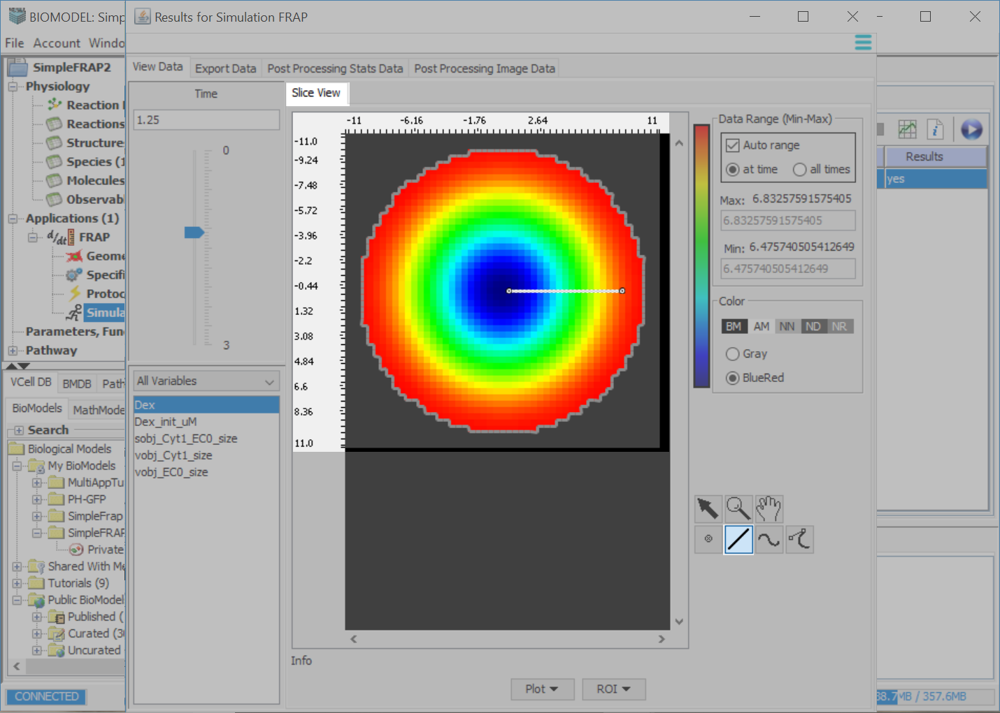 BIOMODEL: Simp
Results for Simulation FRAP
File Account Windo
SimpleFRAP2
Physiology
Reaction
Reactions
Structure
Species (1
Molecules
Observab
Applications (1)
d/dt FRAP
Geome
Specifi
Protoc
Simula
Parameters, Fun
Pathway
VCell DB BMDB Path
BioModels MathMode
Search
Biological Models
My BioModels
MultiAppTu
PH-GFP
SimpleFrap
SimpleFRAP
Private
Shared With Me
Tutorials (9)
Public BioModel
Published (
Curated (30
Uncurated
CONNECTED
View Data Export Data Post Processing Stats Data Post Processing Image Data
Time
1.25
0
3
All Variables
Dex
Dex_init_uM
sobj_Cyt1_EC0_size
vobj_Cyt1_size
vobj_EC0_size
Slice View
-11 -6.16 -1.76 2.64 11
-11.0
-9.24
-7.48
-5.72
-3.96
-2.2
-0.44
1.32
3.08
4.84
6.6
8.36
11.0
Info
Plot ROI
Data Range (Min-Max)
Auto range
at time all times
Max: 6.83257591575405
6.83257591575405
Min: 6.475740505412649
6.475740505412649
Color
BM AM NN ND NR
Gray
BlueRed
Results
yes
38.7MB / 357.6MB